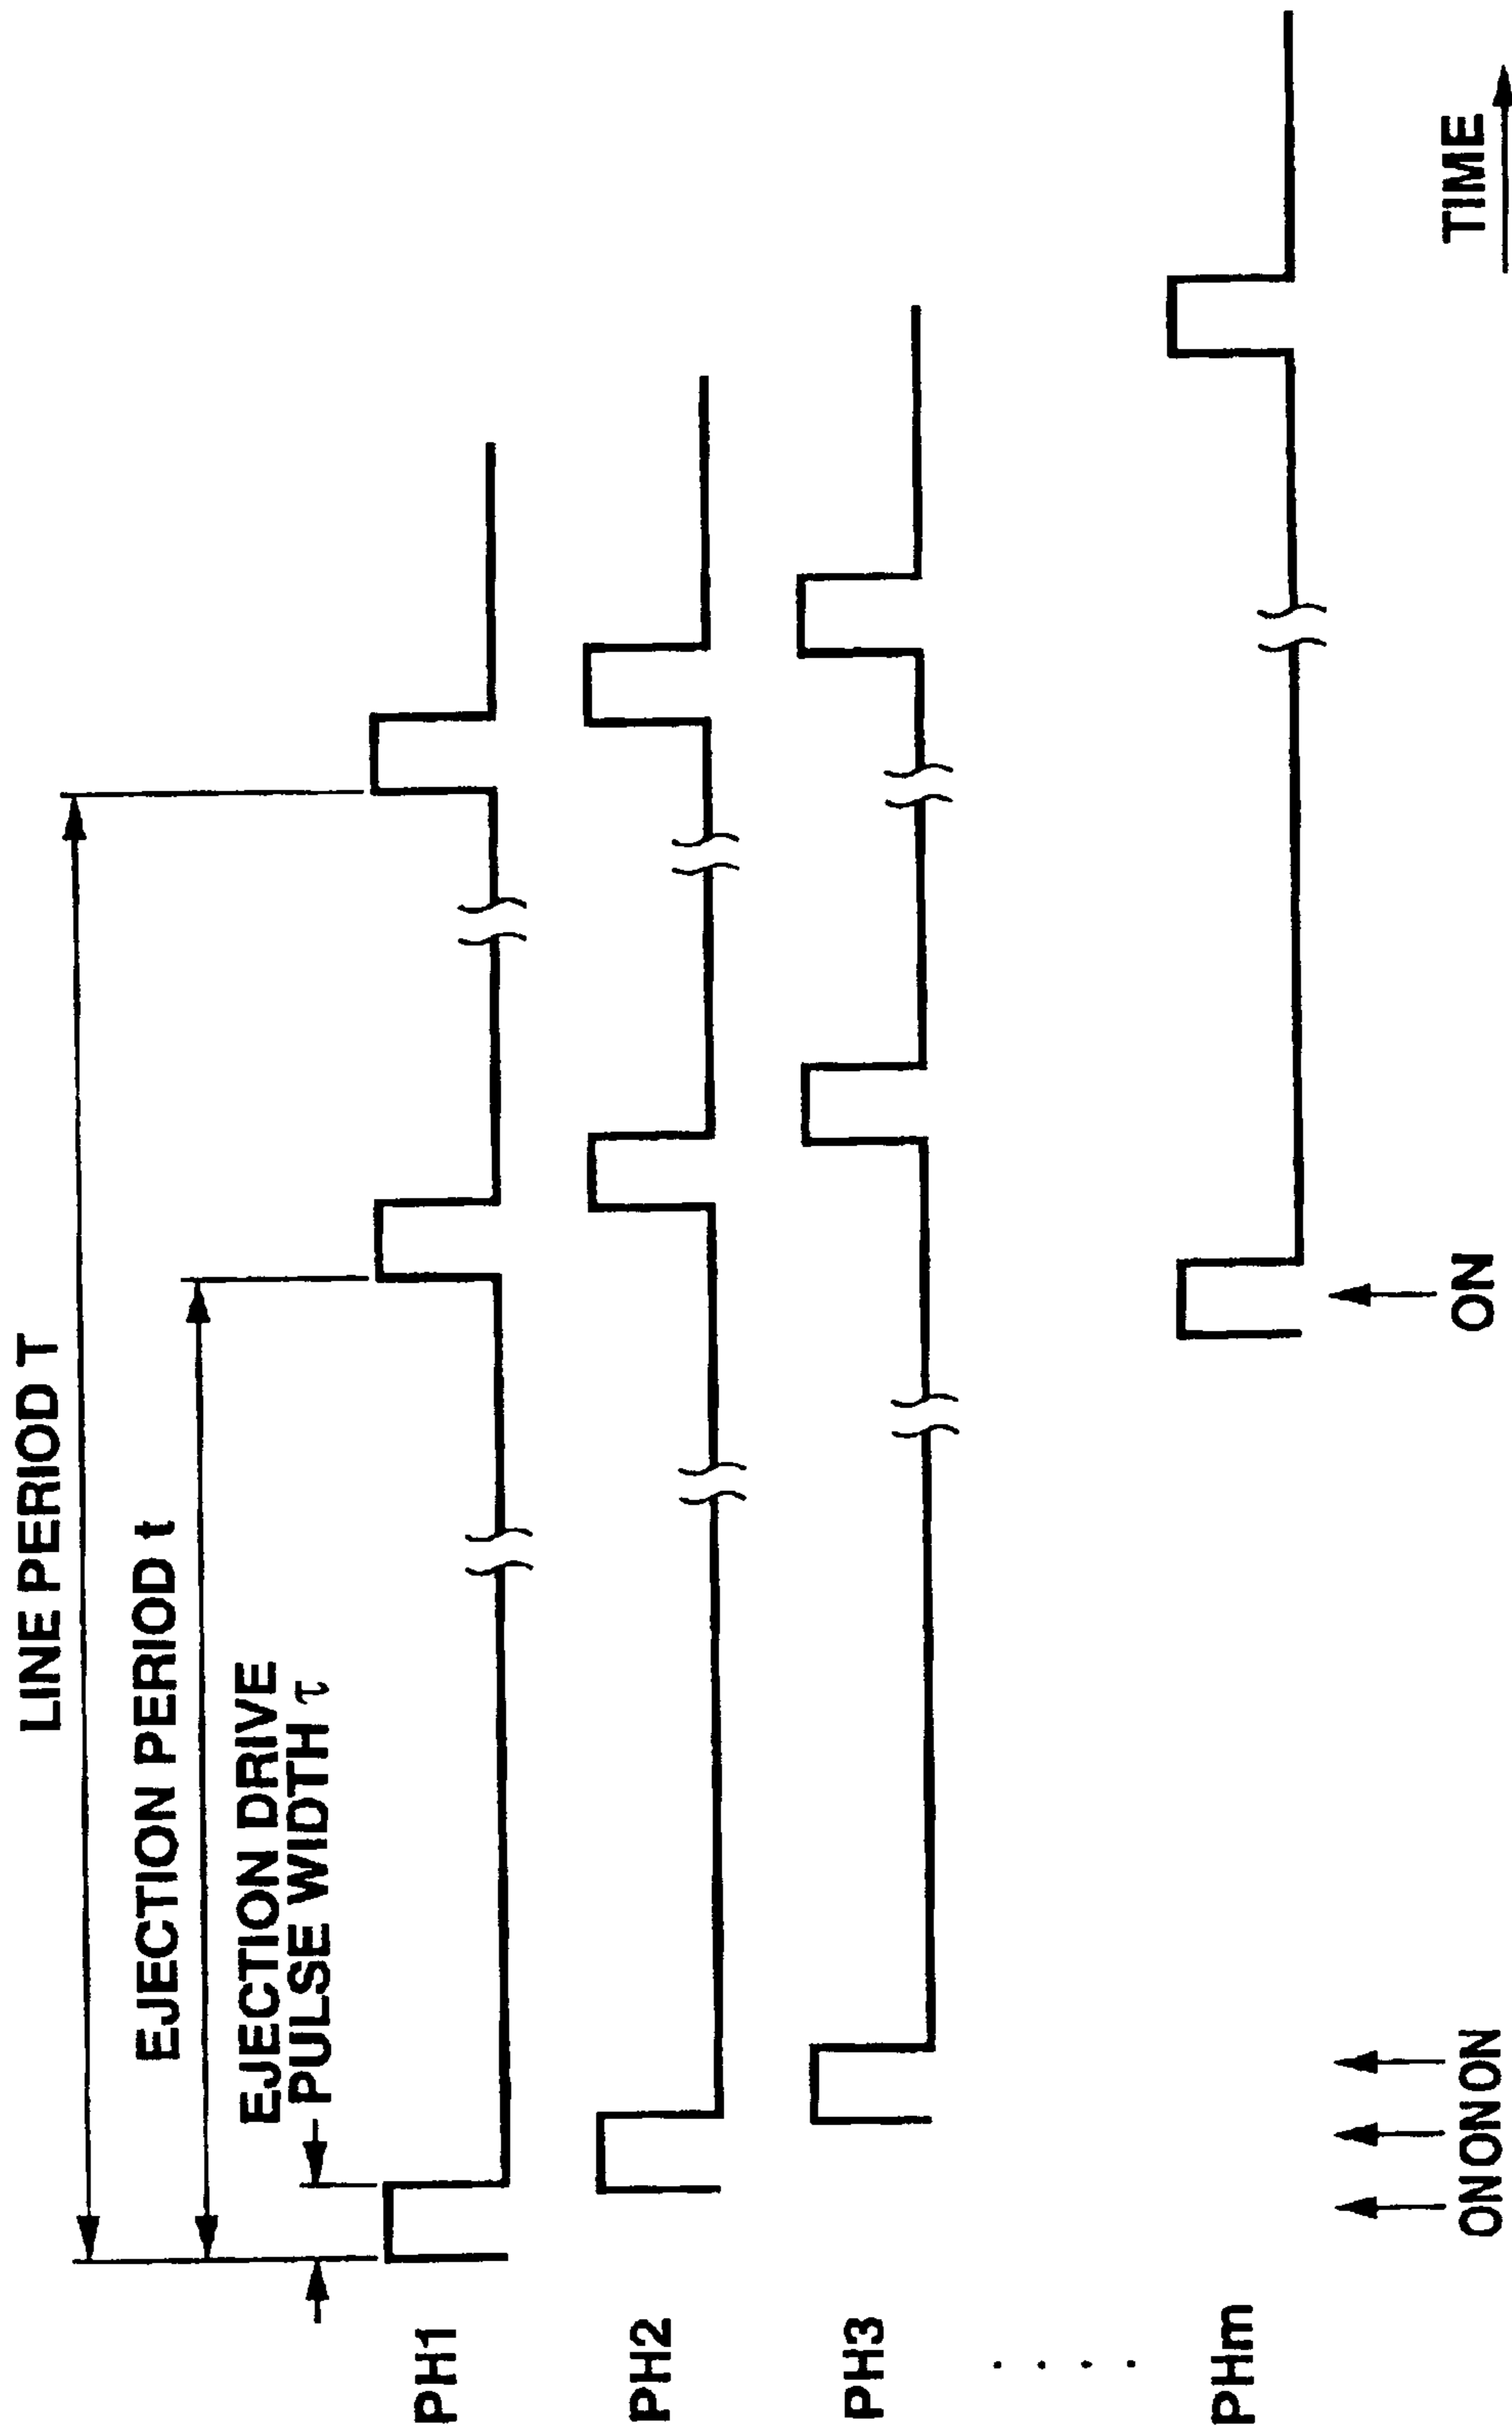 LINE PERIOD T
EJECTION PERIOD t
EJECTION DRIVE
PULSE WIDTH τ
PH1
PH2
PH3
. . . .
PHm
ON ON ON
ON
TIME